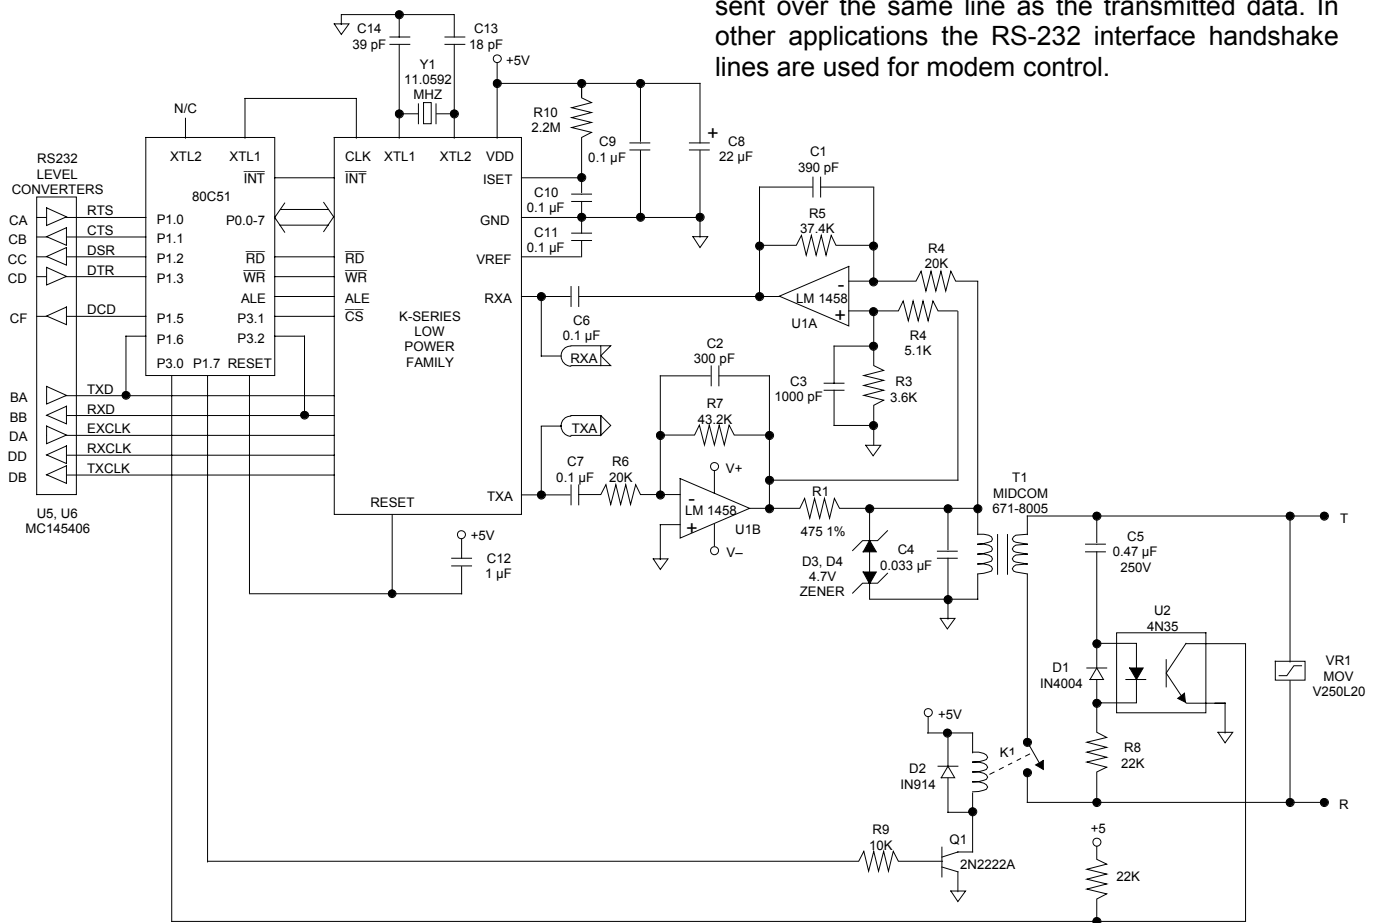 sent over the same line as the transmitted data. In
other applications the RS-232 interface handshake
lines are used for modem control.
C14
39 pF
C13
18 pF
Y1
11.0592
MHZ
+5V
N/C
R10
2.2M
C9
0.1 µF
+
C8
22 µF
C1
390 pF
RS232
LEVEL
CONVERTERS
XTL2
XTL1
INT
80C51
P0.0-7
P1.0
P1.1
P1.2
P1.3
RD
WR
ALE
P1.5
P3.1
P1.6
P3.2
P3.0
P1.7
RESET
CLK
XTL1
XTL2
VDD
INT
ISET
GND
VREF
RD
WR
ALE
CS
RXA
K-SERIES
LOW
POWER
FAMILY
RESET
TXA
CA
RTS
CB
CTS
CC
DSR
CD
DTR
CF
DCD
BA
TXD
BB
RXD
DA
EXCLK
DD
RXCLK
DB
TXCLK
U5, U6
MC145406
C10
0.1 µF
C11
0.1 µF
R5
37.4K
R4
20K
-
LM 1458
+
U1A
R4
5.1K
C6
0.1 µF
RXA
C2
300 pF
C3
1000 pF
R3
3.6K
R7
43.2K
TXA
C7
0.1 µF
R6
20K
V+
-
LM 1458
+
U1B
V–
R1
475 1%
T1
MIDCOM
671-8005
T
D3, D4
4.7V
ZENER
C4
0.033 µF
C5
0.47 µF
250V
+5V
C12
1 µF
U2
4N35
D1
IN4004
VR1
MOV
V250L20
+5V
D2
IN914
K1
R8
22K
R
R9
10K
Q1
2N2222A
+5
22K